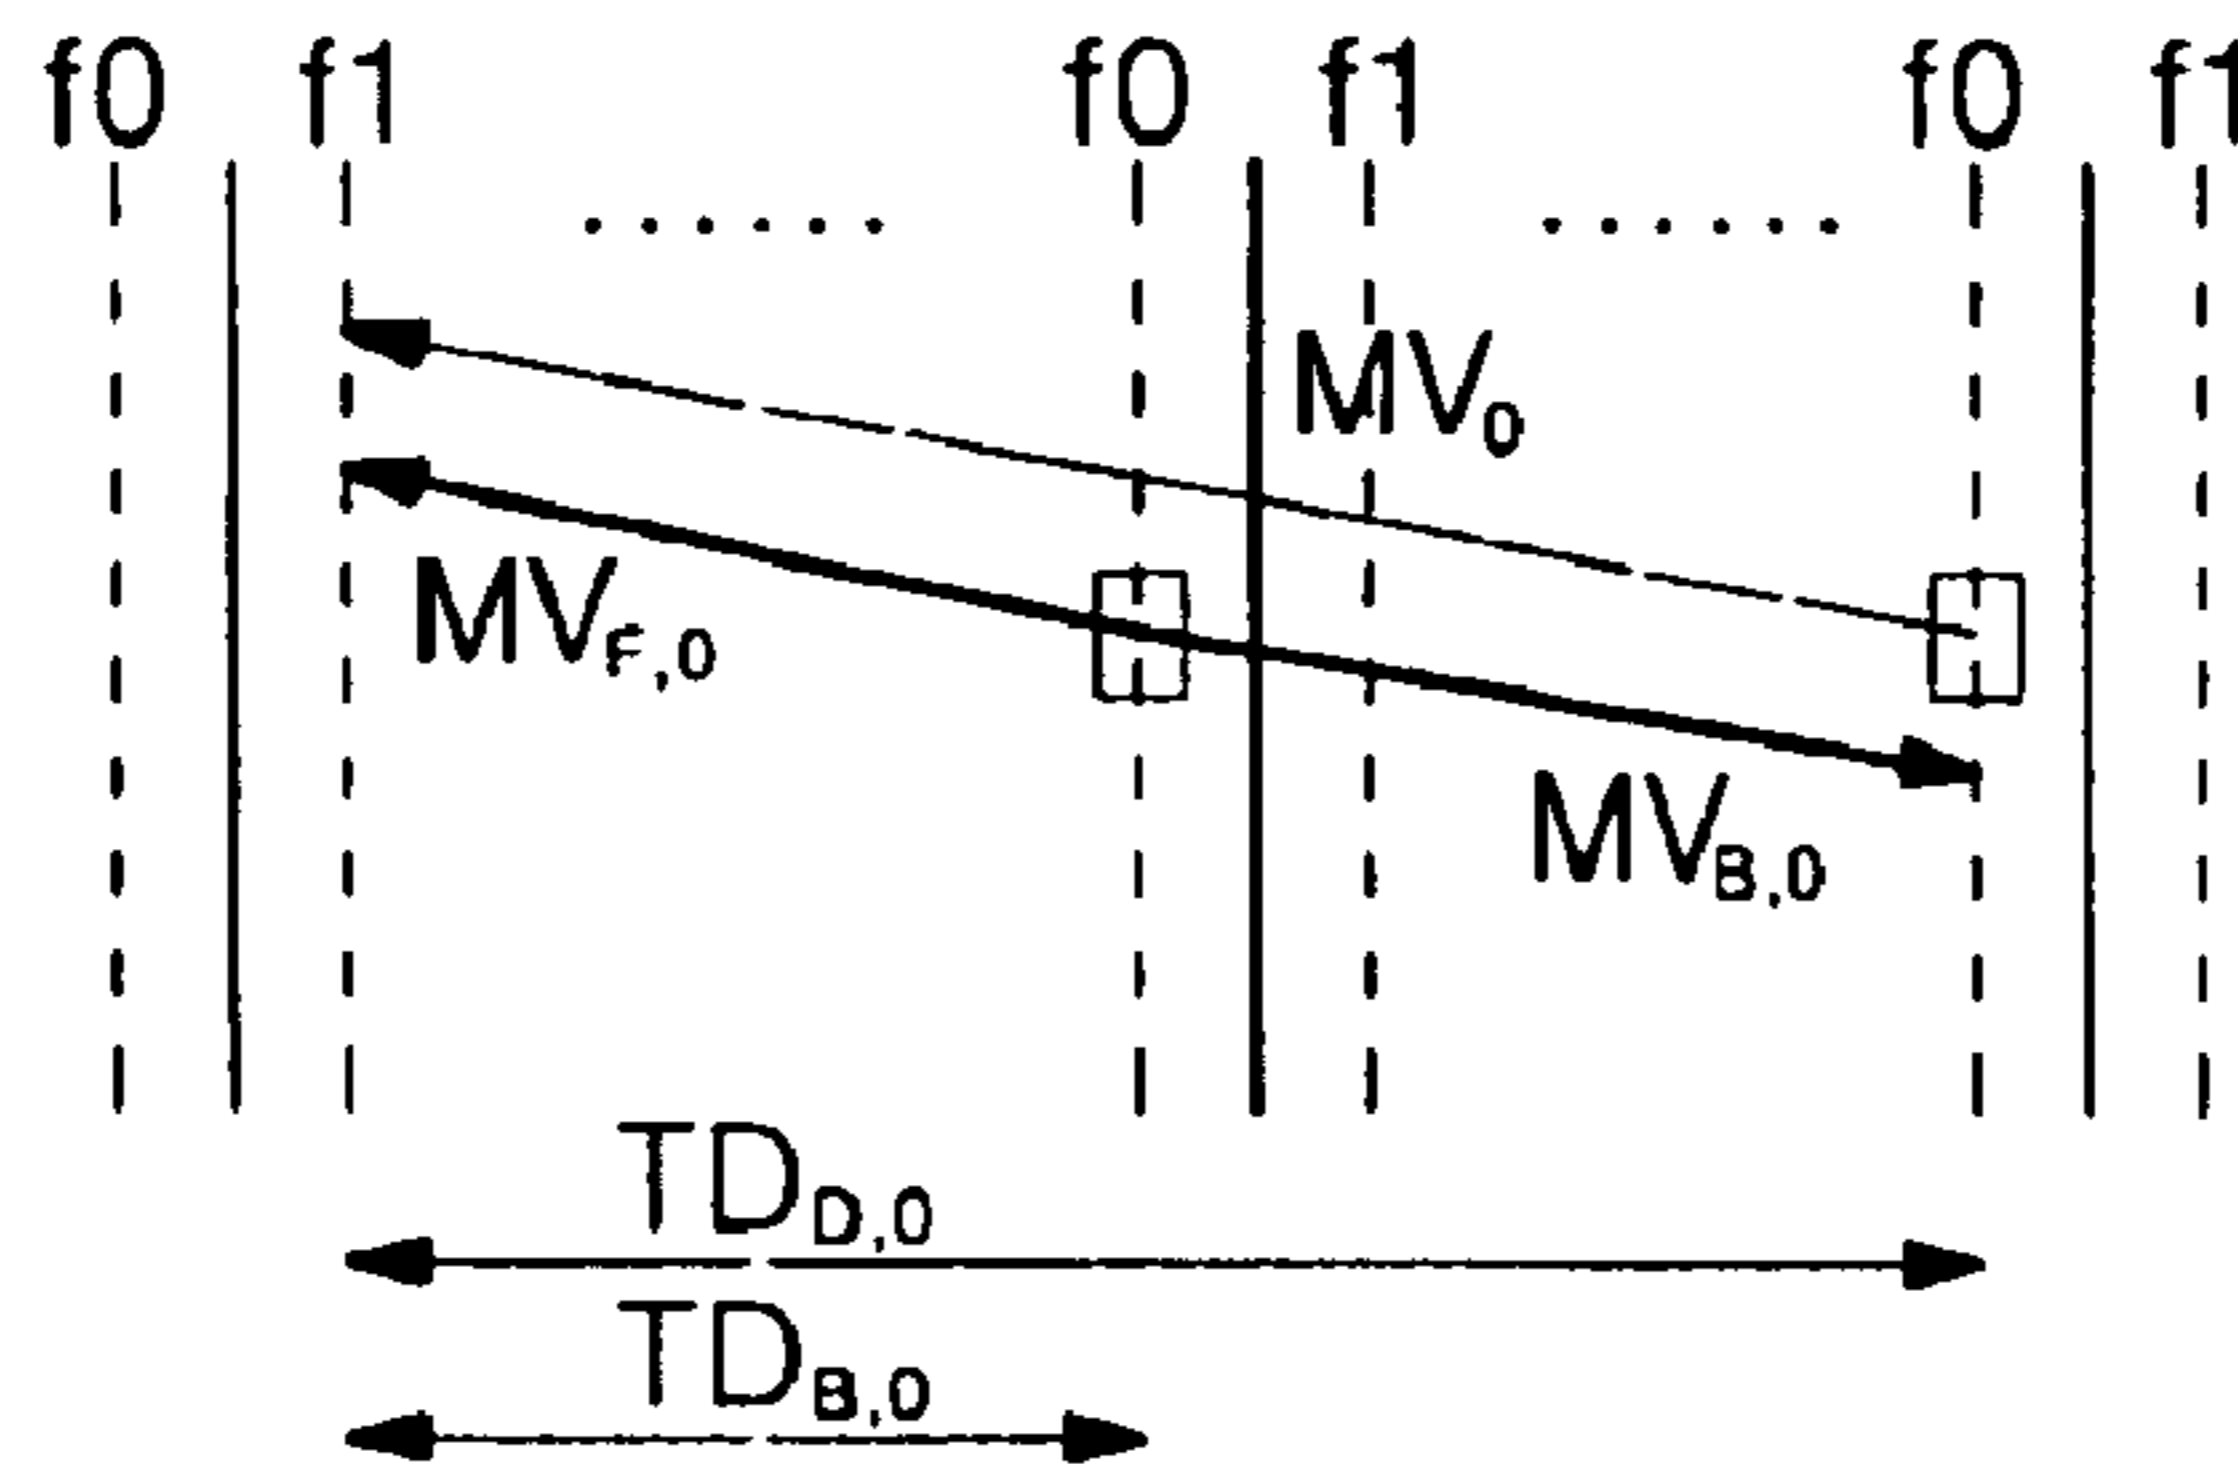 f0 f1 f0 f1 f0 f1
......  ......
MV0
MVF,0
MVB,0
TDD,0
TDB,0